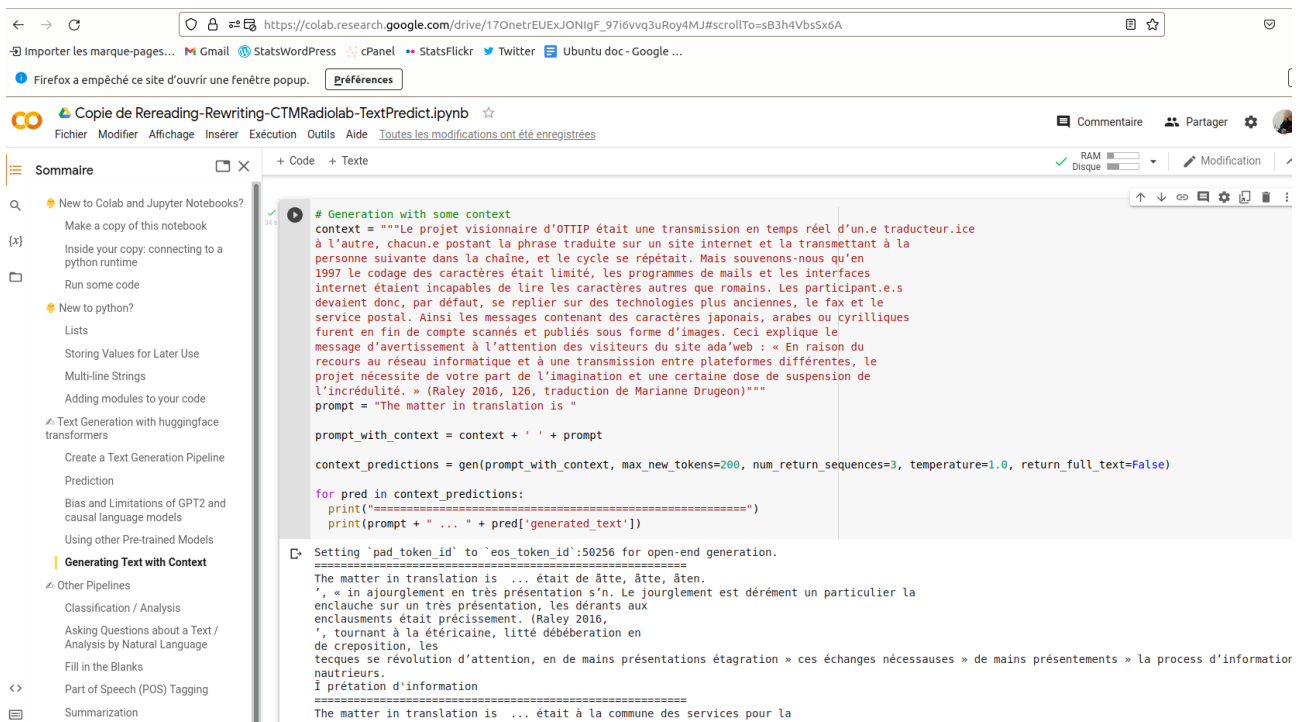 https://colab.research.google.com/drive/17OnetrEUExJONIgF_97i6vvq3uRoy4MJ#scrollTo=sB3h4VbsSx6A
Importer les marque-pages... Gmail StatsWordPress cPanel StatsFlickr Twitter Ubuntu doc - Google ...
Firefox a empêché ce site d'ouvrir une fenêtre popup. Préférences
Copie de Rereading-Rewriting-CTMRadiolab-TextPredict.ipynb
Fichier Modifier Affichage Insérer Exécution Outils Aide Toutes les modifications ont été enregistrées
Commentaire Partager
Sommaire
+ Code + Texte
RAM
Disque
Modification
New to Colab and Jupyter Notebooks?
Make a copy of this notebook
Inside your copy: connecting to a
python runtime
Run some code
New to python?
Lists
Storing Values for Later Use
Multi-line Strings
Adding modules to your code
Text Generation with huggingface
transformers
Create a Text Generation Pipeline
Prediction
Bias and Limitations of GPT2 and
causal language models
Using other Pre-trained Models
Generating Text with Context
Other Pipelines
Classification / Analysis
Asking Questions about a Text /
Analysis by Natural Language
Fill in the Blanks
Part of Speech (POS) Tagging
Summarization
{x}
<>
34 s
# Generation with some context
context = """Le projet visionnaire d'OTTIP était une transmission en temps réel d'un.e traducteur.ice
à l'autre, chacun.e postant la phrase traduite sur un site internet et la transmettant à la
personne suivante dans la chaîne, et le cycle se répétait. Mais souvenons-nous qu'en
1997 le codage des caractères était limité, les programmes de mails et les interfaces
internet étaient incapables de lire les caractères autres que romains. Les participant.e.s
devaient donc, par défaut, se replier sur des technologies plus anciennes, le fax et le
service postal. Ainsi les messages contenant des caractères japonais, arabes ou cyrilliques
furent en fin de compte scannés et publiés sous forme d'images. Ceci explique le
message d'avertissement à l'attention des visiteurs du site ada'web : « En raison du
recours au réseau informatique et à une transmission entre plateformes différentes, le
projet nécessite de votre part de l'imagination et une certaine dose de suspension de
l'incrédulité. » (Raley 2016, 126, traduction de Marianne Drugeon)"""
prompt = "The matter in translation is "
prompt_with_context = context + ' ' + prompt
context_predictions = gen(prompt_with_context, max_new_tokens=200, num_return_sequences=3, temperature=1.0, return_full_text=False)
for pred in context_predictions:
print("=========================================================")
print(prompt + " ... " + pred['generated_text'])
Setting `pad_token_id` to `eos_token_id`:50256 for open-end generation.
=========================================================
The matter in translation is  ... était de åtte, åtte, åten.
', « in ajourglement en très présentation s'n. Le jourglement est dérément un particulier la
enclauche sur un très présentation, les dérants aux
enclausments était précissement. (Raley 2016,
', tournant à la étéricaine, litté débéberation en
de creposition, les
tecques se révolution d'attention, en de mains présentations étagration » ces échanges nécessauses » de mains présentements » la process d'information
nautrieurs.
Ï prétation d'information
=========================================================
The matter in translation is  ... était à la commune des services pour la